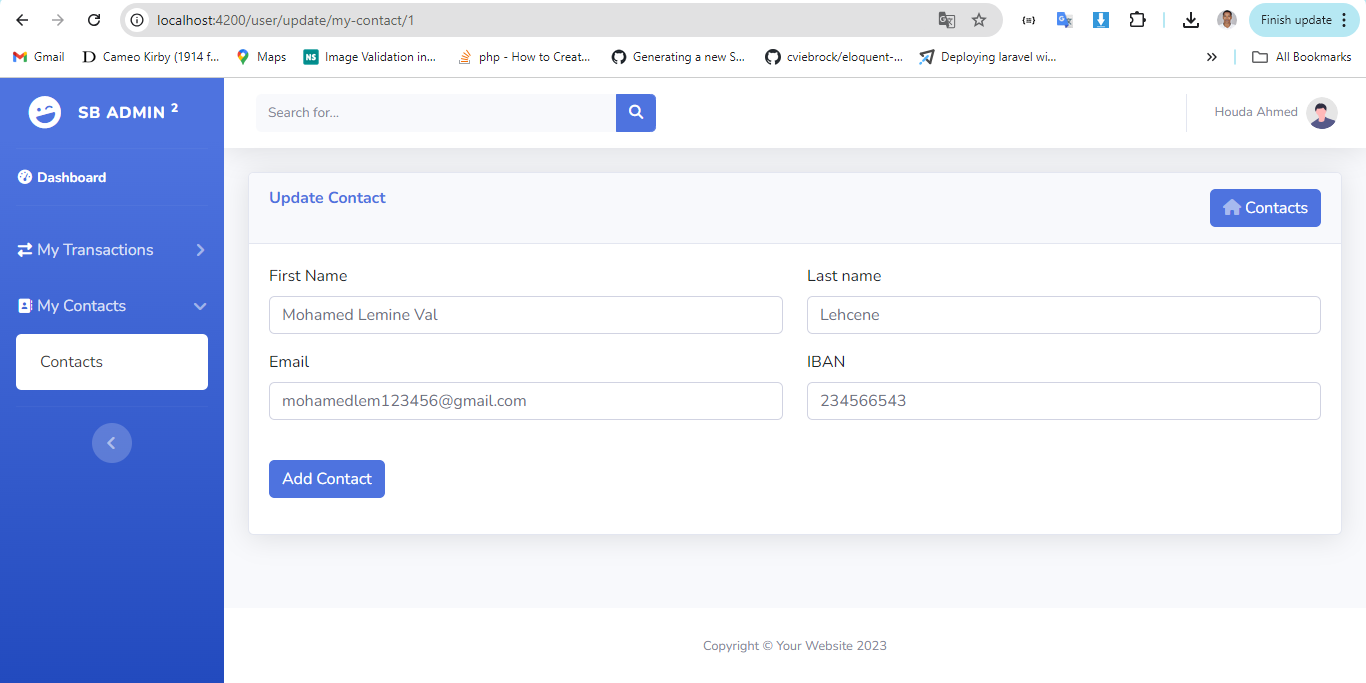 localhost:4200/user/update/my-contact/1
Finish update
Gmail
Cameo Kirby (1914 f...
Maps
NS Image Validation in...
php - How to Creat...
Generating a new S...
cviebrock/eloquent-...
Deploying laravel wi...
»
All Bookmarks
SB ADMIN 2
Search for...
Houda Ahmed
Dashboard
My Transactions
My Contacts
Contacts
Update Contact
Contacts
First Name
Last name
Mohamed Lemine Val
Lehcene
Email
IBAN
mohamedlem123456@gmail.com
234566543
Add Contact
Copyright © Your Website 2023